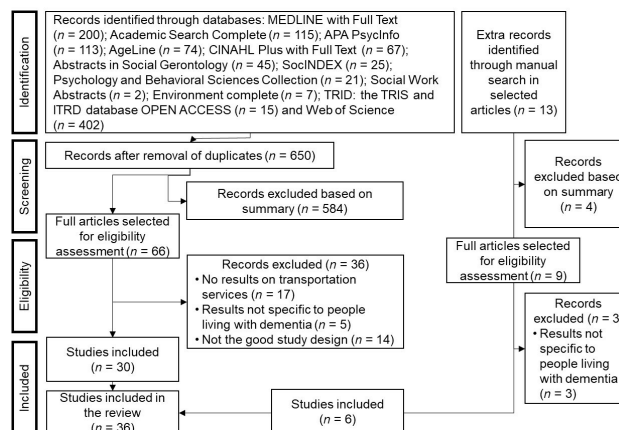 Identification
Records identified through databases: MEDLINE with Full Text
(n = 200); Academic Search Complete (n = 115); APA PsycInfo
(n = 113); AgeLine (n = 74); CINAHL Plus with Full Text (n = 67);
Abstracts in Social Gerontology (n = 45); SocINDEX (n = 25);
Psychology and Behavioral Sciences Collection (n = 21); Social Work
Abstracts (n = 2); Environment complete (n = 7); TRID: the TRIS and
ITRD database OPEN ACCESS (n = 15) and Web of Science
(n = 402)
Extra records
identified
through manual
search in
selected
articles (n = 13)
Screening
Records after removal of duplicates (n = 650)
Records excluded based on
summary (n = 584)
Records
excluded based
on summary
(n = 4)
Full articles selected
for eligibility
assessment (n = 66)
Full articles selected
for eligibility
assessment (n = 9)
Eligibility
Records excluded (n = 36)
• No results on transportation
services (n = 17)
• Results not specific to people
living with dementia (n = 5)
• Not the good study design (n = 14)
Records
excluded (n = 3
• Results not
specific to
people living
with dementia
(n = 3)
Included
Studies included
(n = 30)
Studies included in
the review
(n = 36)
Studies included
(n = 6)